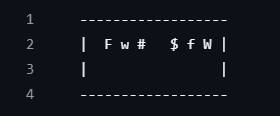 1 ------------------
2 |  F w #   $ f W |
3 |                |
4 ------------------